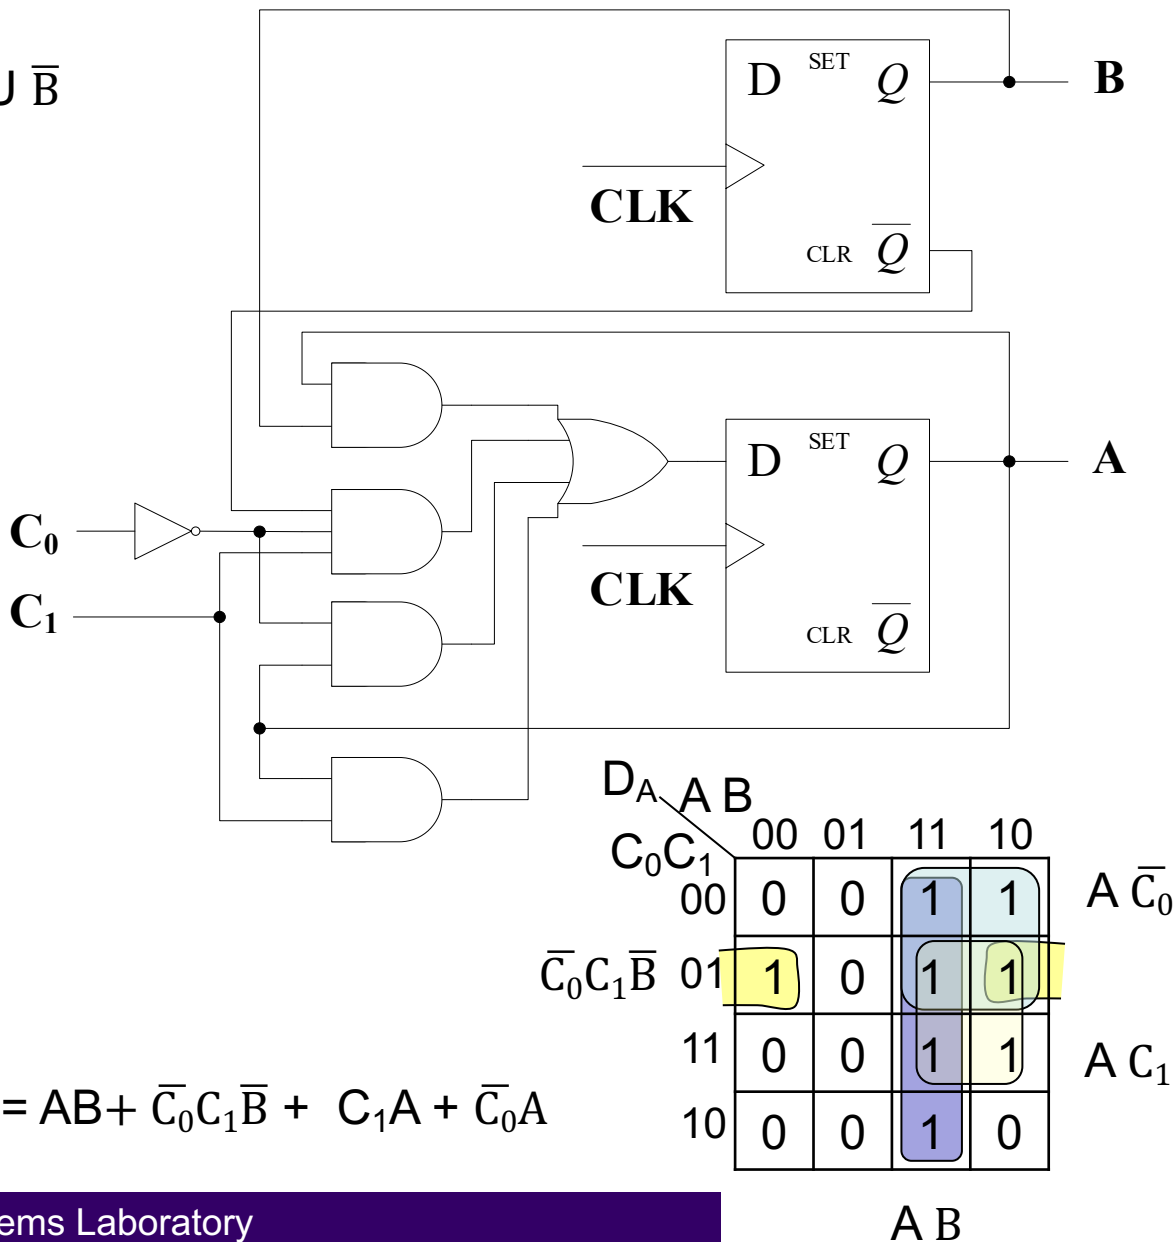 U B̅
D SET Q B
CLK
CLR Q̅
D SET Q A
C₀
CLK
C₁
CLR Q̅
D_A A B
C₀C₁ 00 01 11 10
00 0 0 1 1 A C̅₀
C̅₀C₁B̅ 01 1 0 1 1
11 0 0 1 1 A C₁
= AB + C̅₀C₁B̅ + C₁A + C̅₀A
10 0 0 1 0
ems Laboratory
A B